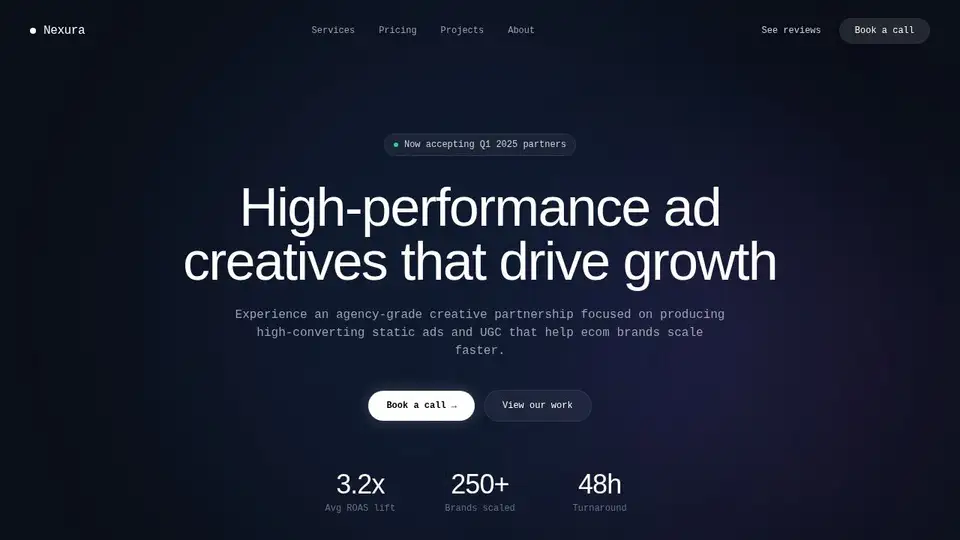 Nexura
Services
Pricing
Projects
About
See reviews
Book a call
Now accepting Q1 2025 partners
High-performance ad
creatives that drive growth
Experience an agency-grade creative partnership focused on producing
high-converting static ads and UGC that help ecom brands scale
faster.
Book a call →
View our work
3.2x
Avg ROAS lift
250+
Brands scaled
48h
Turnaround